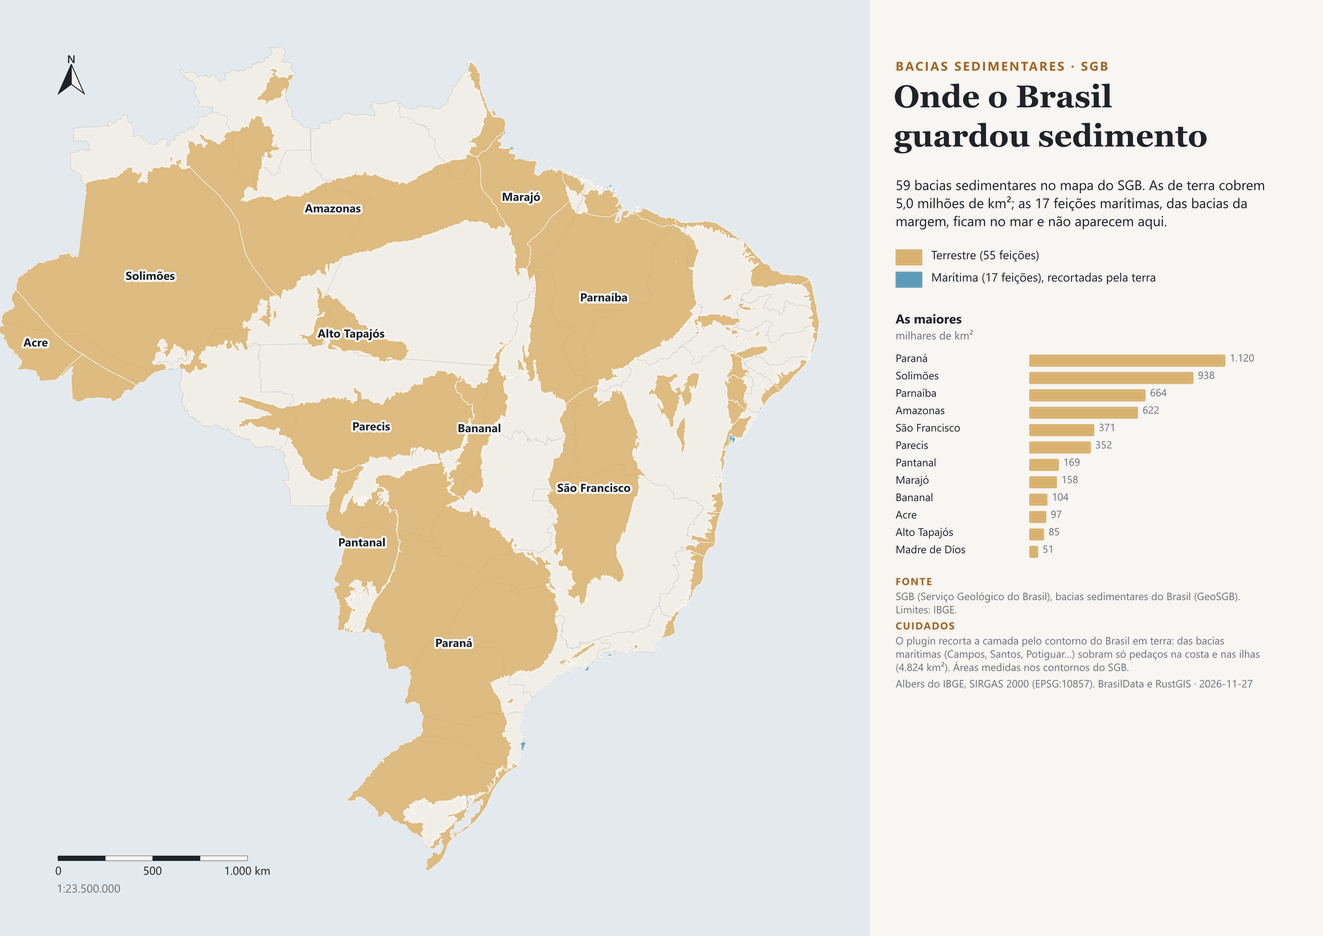 N
Amazonas
Marajó
Solimões
Parnaíba
Alto Tapajós
Acre
Parecis
Bananal
São Francisco
Pantanal
Paraná
0 500 1.000 km
1:23.500.000
BACIAS SEDIMENTARES · SGB
Onde o Brasil
guardou sedimento
59 bacias sedimentares no mapa do SGB. As de terra cobrem
5,0 milhões de km²; as 17 feições marítimas, das bacias da
margem, ficam no mar e não aparecem aqui.
Terrestre (55 feições)
Marítima (17 feições), recortadas pela terra
As maiores
milhares de km²
Paraná 1.120
Solimões 938
Parnaíba 664
Amazonas 622
São Francisco 371
Parecis 352
Pantanal 169
Marajó 158
Bananal 104
Acre 97
Alto Tapajós 85
Madre de Díos 51
FONTE
SGB (Serviço Geológico do Brasil), bacias sedimentares do Brasil (GeoSGB).
Limites: IBGE.
CUIDADOS
O plugin recorta a camada pelo contorno do Brasil em terra: das bacias
marítimas (Campos, Santos, Potiguar...) sobram só pedaços na costa e nas ilhas
(4.824 km²). Áreas medidas nos contornos do SGB.
Albers do IBGE, SIRGAS 2000 (EPSG:10857). BrasilData e RustGIS · 2026-11-27